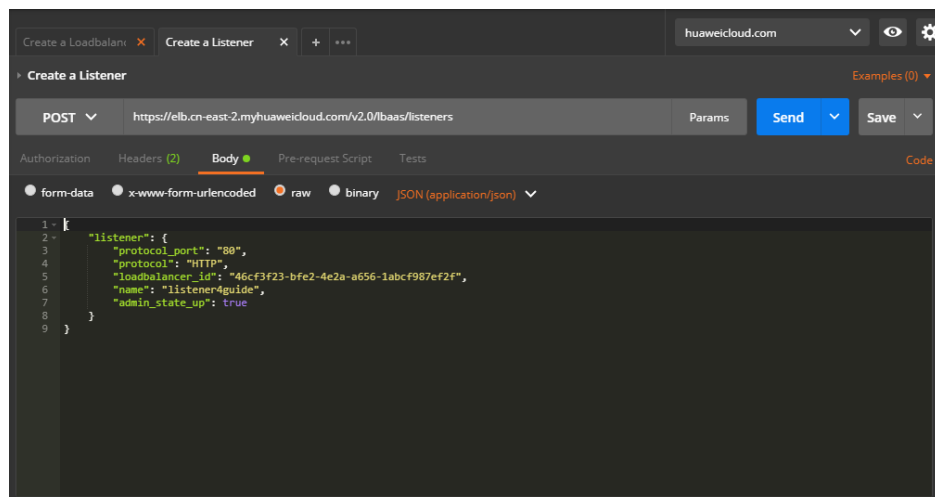 Create a Loadbalanc
Create a Listener
huaweicloud.com
Create a Listener
Examples (0)
POST
https://elb.cn-east-2.myhuaweicloud.com/v2.0/lbaas/listeners
Params
Send
Save
Authorization
Headers (2)
Body
Pre-request Script
Tests
Code
form-data
x-www-form-urlencoded
raw
binary
JSON (application/json)
1 {
2 "listener": {
3 "protocol_port": "80",
4 "protocol": "HTTP",
5 "loadbalancer_id": "46cf3f23-bfe2-4e2a-a656-1abcf987ef2f",
6 "name": "listener4guide",
7 "admin_state_up": true
8 }
9 }